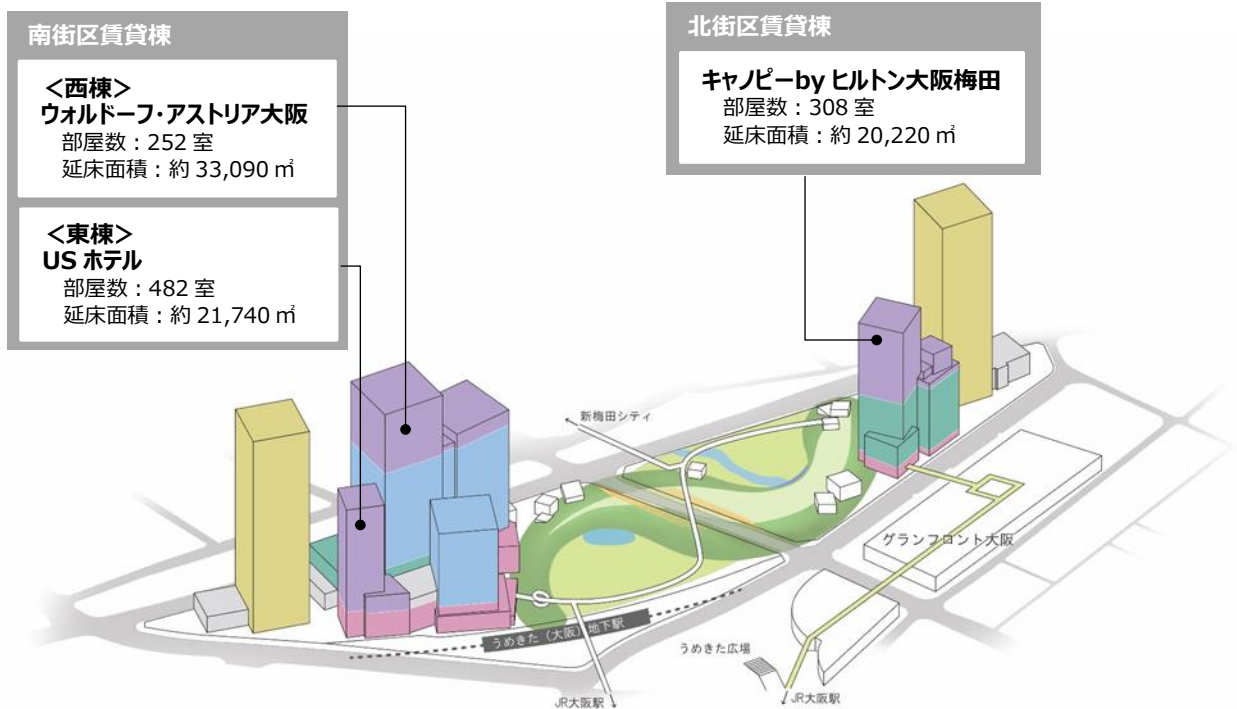 南街区賃貸棟
<西棟>
ウォルドーフ・アストリア大阪
部屋数：252 室
延床面積：約 33,090 ㎡
<東棟>
US ホテル
部屋数：482 室
延床面積：約 21,740 ㎡
北街区賃貸棟
キャノピーby ヒルトン大阪梅田
部屋数：308 室
延床面積：約 20,220 ㎡
新梅田シティ
グランフロント大阪
うめきた（大阪）地下駅
うめきた広場
JR大阪駅
JR大阪駅